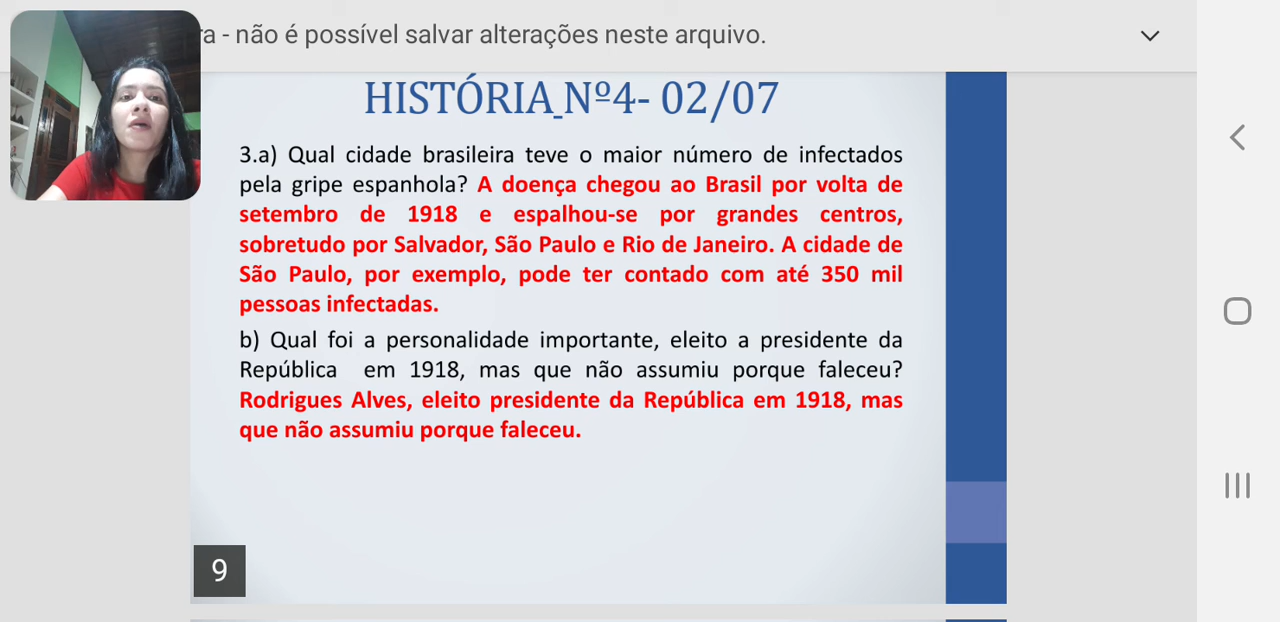 ra - não é possível salvar alterações neste arquivo.
HISTÓRIA_Nº4- 02/07
3.a) Qual cidade brasileira teve o maior número de infectados
pela gripe espanhola? A doença chegou ao Brasil por volta de
setembro de 1918 e espalhou-se por grandes centros,
sobretudo por Salvador, São Paulo e Rio de Janeiro. A cidade de
São Paulo, por exemplo, pode ter contado com até 350 mil
pessoas infectadas.
b) Qual foi a personalidade importante, eleito a presidente da
República em 1918, mas que não assumiu porque faleceu?
Rodrigues Alves, eleito presidente da República em 1918, mas
que não assumiu porque faleceu.
9